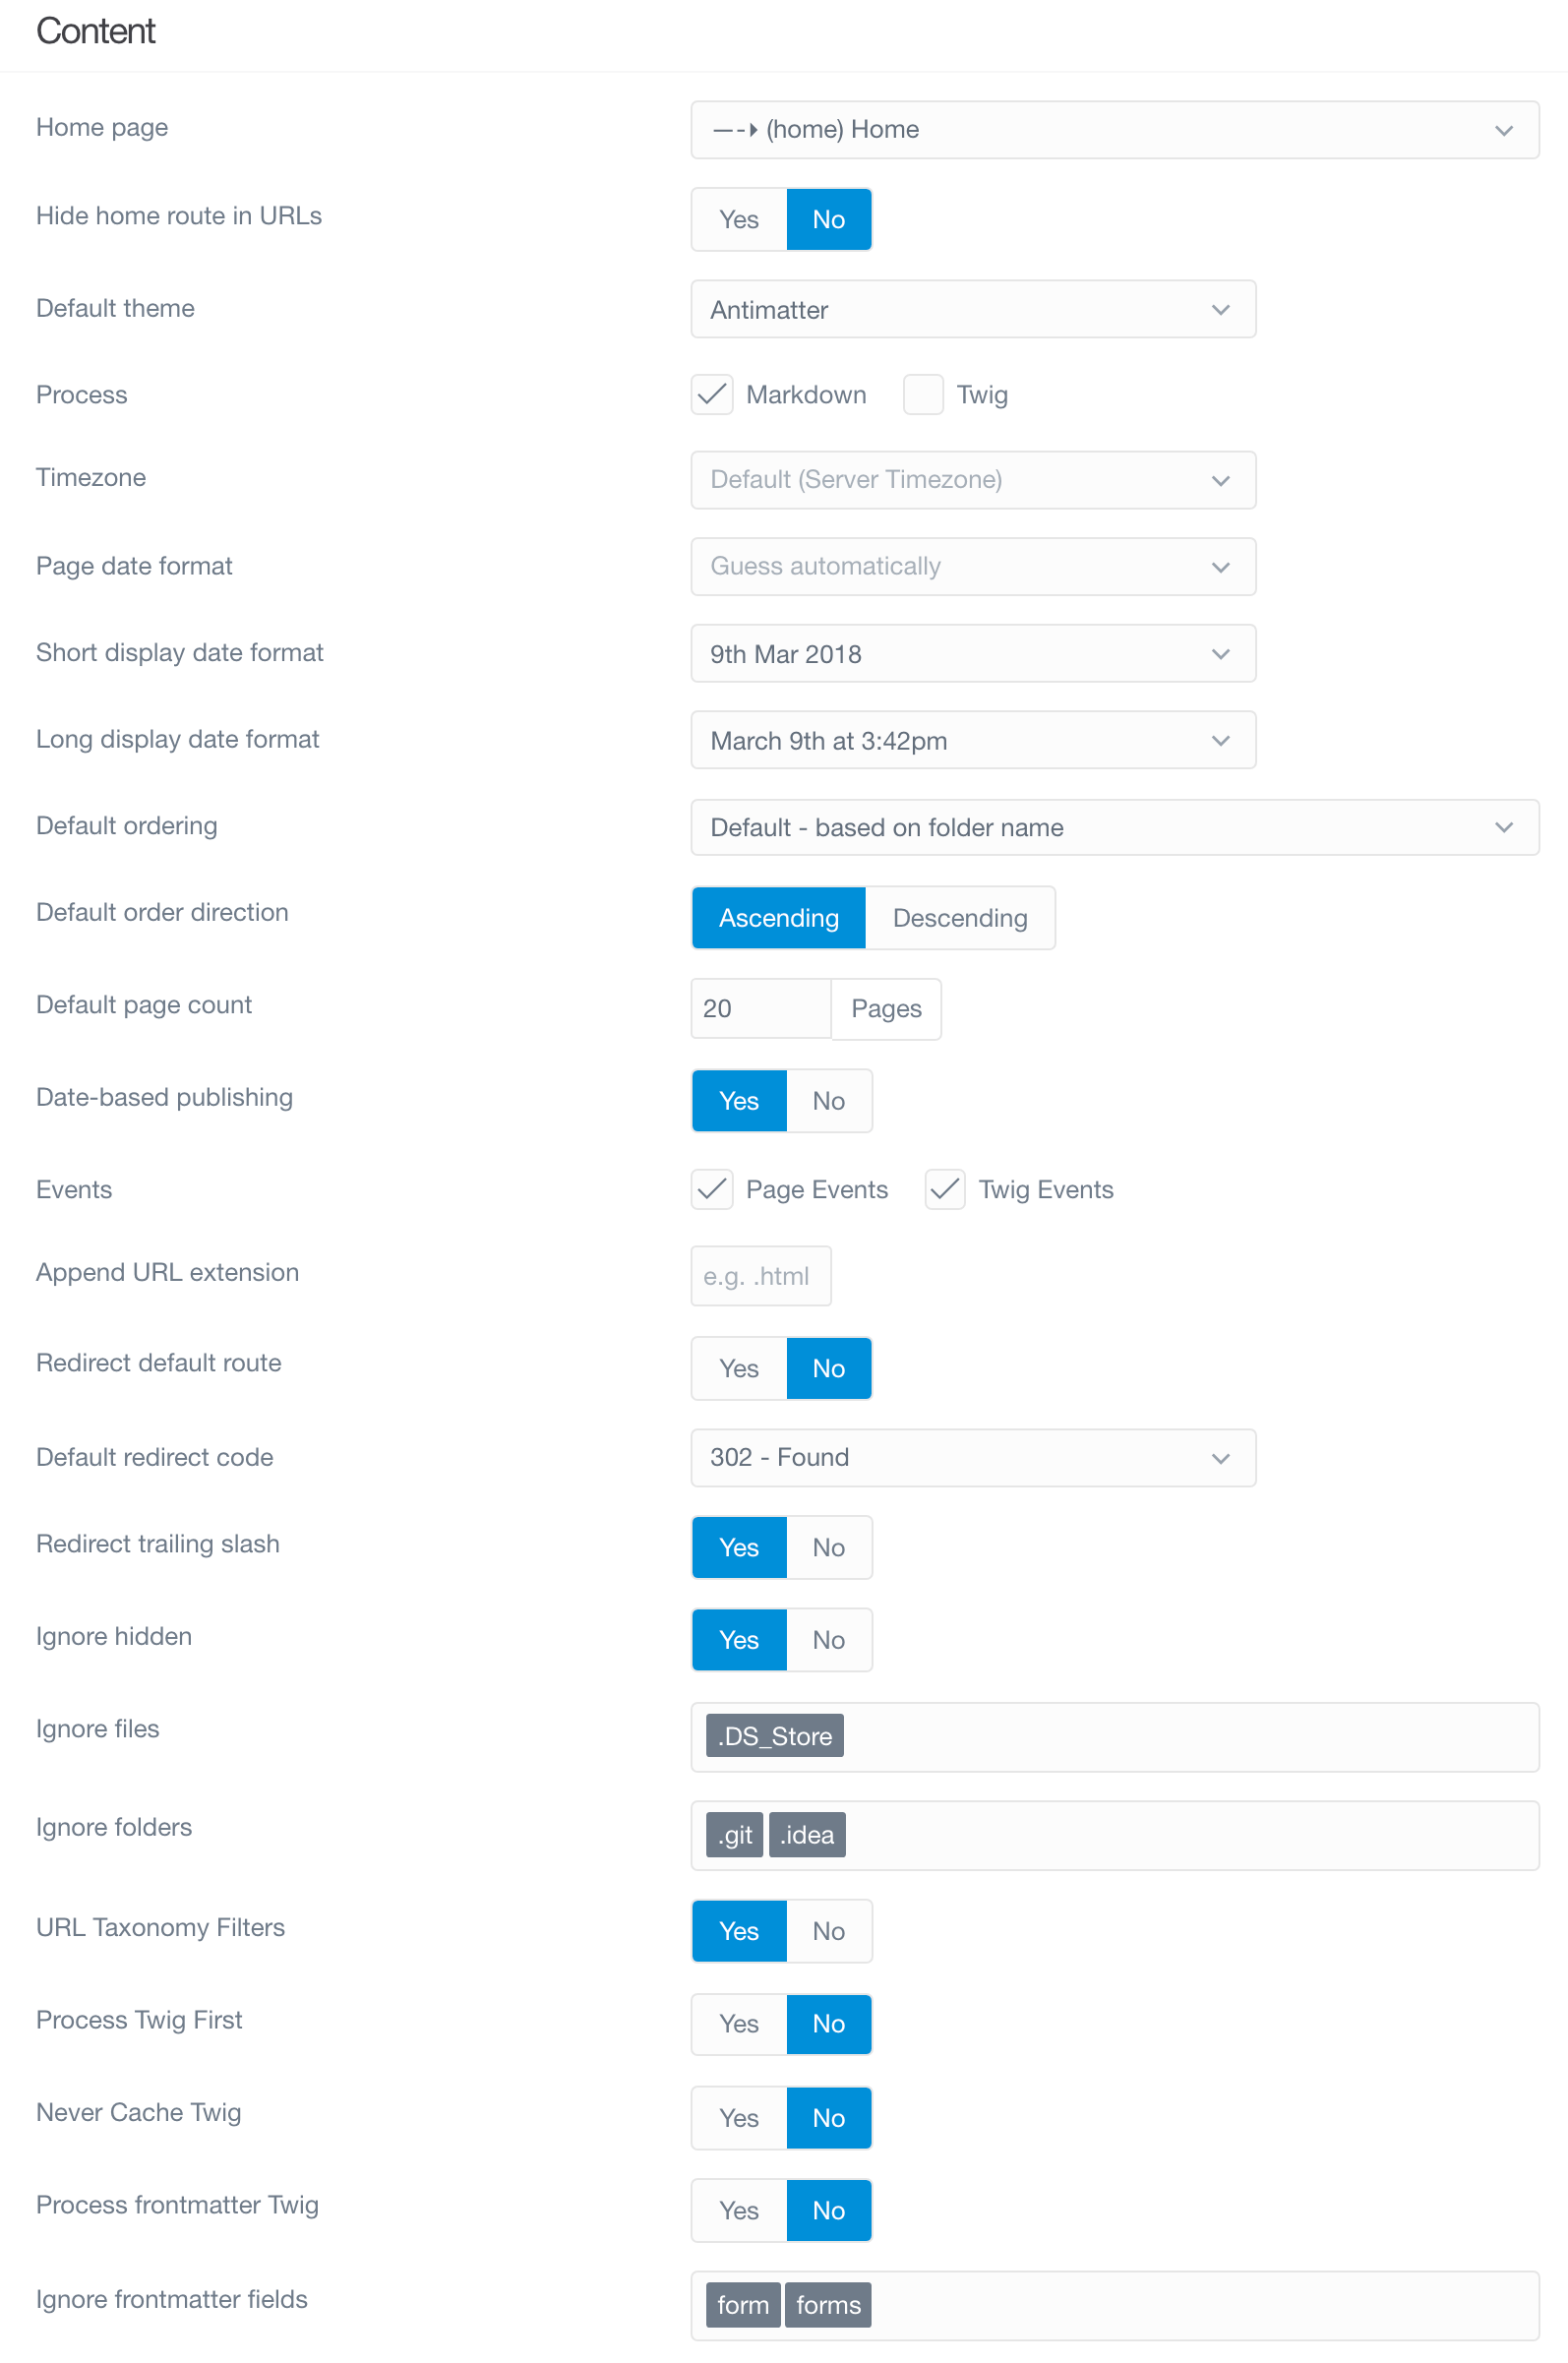 Content
Home page —-▸ (home) Home
Hide home route in URLs Yes No
Default theme Antimatter
Process Markdown Twig
Timezone Default (Server Timezone)
Page date format Guess automatically
Short display date format 9th Mar 2018
Long display date format March 9th at 3:42pm
Default ordering Default - based on folder name
Default order direction Ascending Descending
Default page count 20 Pages
Date-based publishing Yes No
Events Page Events Twig Events
Append URL extension e.g. .html
Redirect default route Yes No
Default redirect code 302 - Found
Redirect trailing slash Yes No
Ignore hidden Yes No
Ignore files .DS_Store
Ignore folders .git .idea
URL Taxonomy Filters Yes No
Process Twig First Yes No
Never Cache Twig Yes No
Process frontmatter Twig Yes No
Ignore frontmatter fields form forms